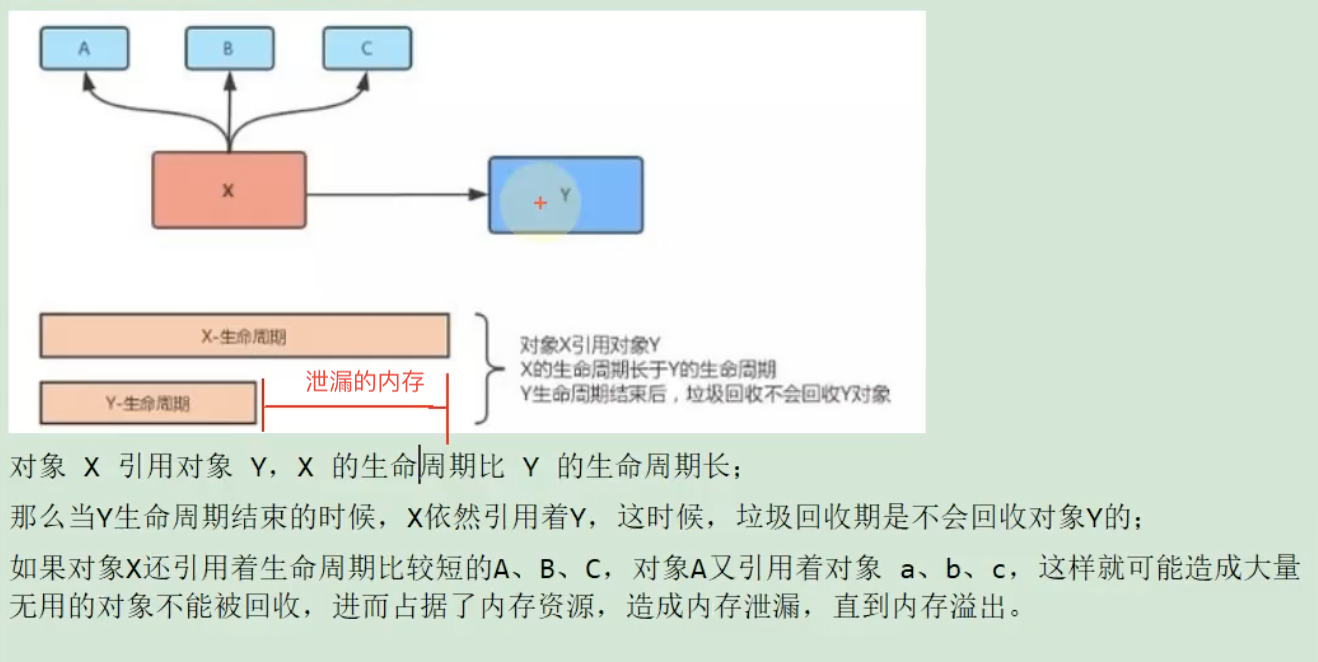 A
B
C
X
Y
X-生命周期
泄漏的内存
Y-生命周期
对象X引用对象Y
X的生命周期长于Y的生命周期
Y生命周期结束后，垃圾回收不会回收Y对象
对象 X 引用对象 Y，X 的生命周期比 Y 的生命周期长；
那么当Y生命周期结束的时候，X依然引用着Y，这时候，垃圾回收期是不会回收对象Y的；
如果对象X还引用着生命周期比较短的A、B、C，对象A又引用着对象 a、b、c，这样就可能造成大量
无用的对象不能被回收，进而占据了内存资源，造成内存泄漏，直到内存溢出。